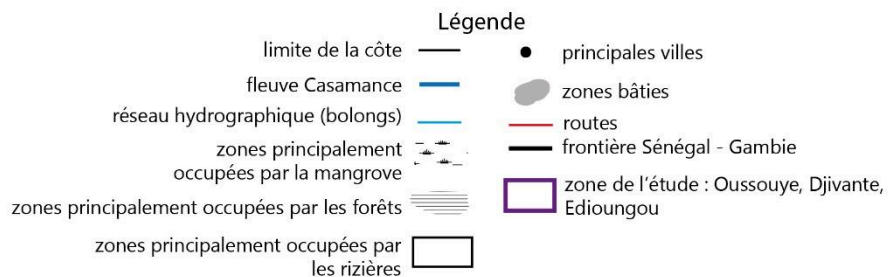 Légende
limite de la côte
fleuve Casamance
réseau hydrographique (bolongs)
zones principalement
occupées par la mangrove
zones principalement occupées par les forêts
zones principalement occupées par
les rizières
principales villes
zones bâties
routes
frontière Sénégal - Gambie
zone de l'étude : Oussouye, Djivante,
Edioungou